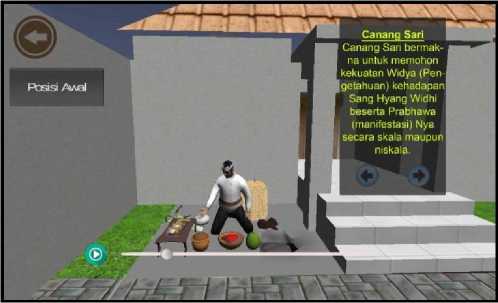 Posisi Awal
Canang Sari
Canang Sari bermak-
na untuk memohon
kekuatan Widya (Pen-
getahuan) kehadapan
Sang Hyang Widhi
beserta Prabhawa
(manifestasi) Nya
secara skala maupun
niskala.